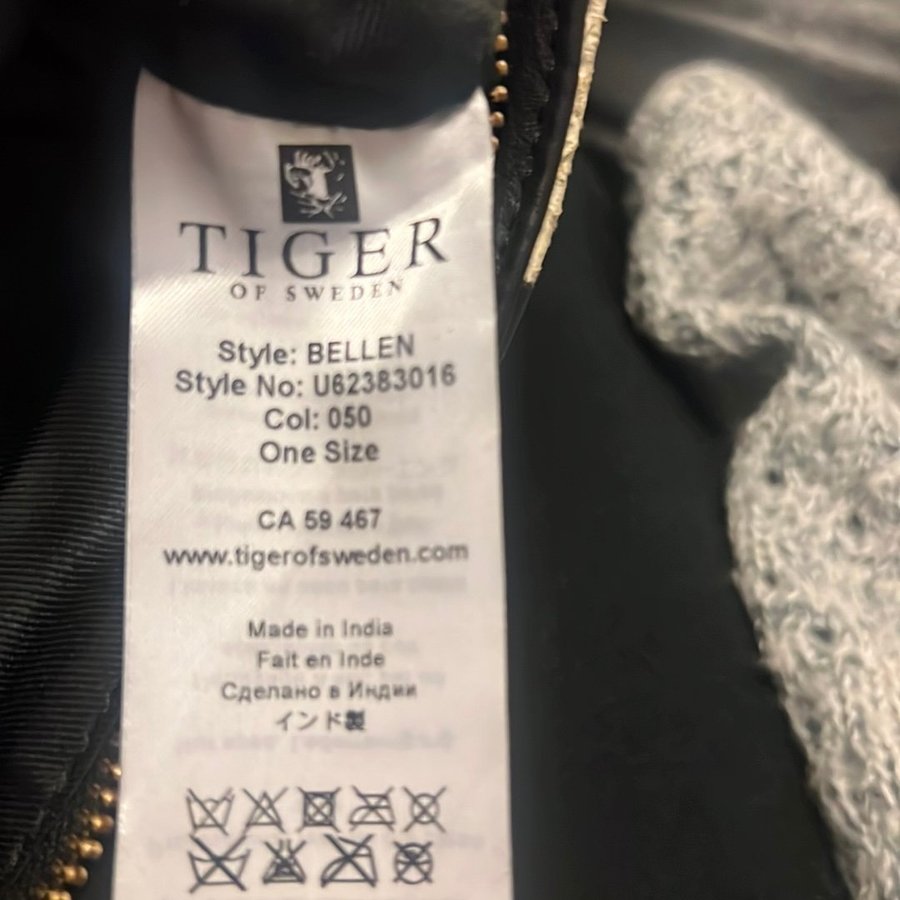 TIGER
OF SWEDEN
Style: BELLEN
Style No: U62383016
Col: 050
One Size
CA 59 467
www.tigerofsweden.com
Made in India
Fait en Inde
Сделано в Индии
インド製